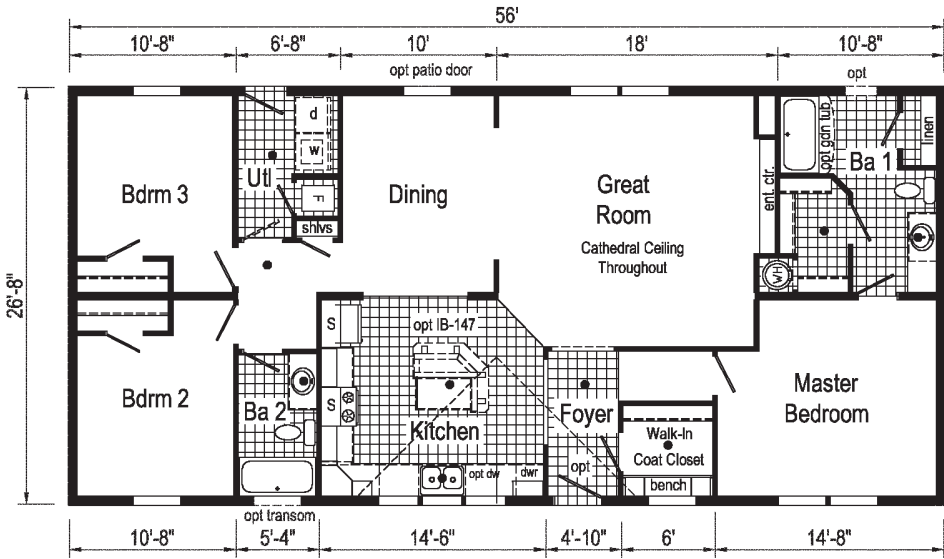 56'
10'-8" 6'-8" 10' 18' 10'-8"
opt patio door
opt
26'-8"
Bdrm 3
Utl
d
w
F
shlvs
Dining
Great
Room
Cathedral Ceiling
Throughout
ent. ctr.
opt gdn tub
Ba 1
linen
WH
Bdrm 2
Ba 2
S
S
opt IB-147
Kitchen
opt dw
dwr
Foyer
opt
Walk-In
Coat Closet
bench
Master
Bedroom
opt transom
10'-8" 5'-4" 14'-6" 4'-10" 6' 14'-8"